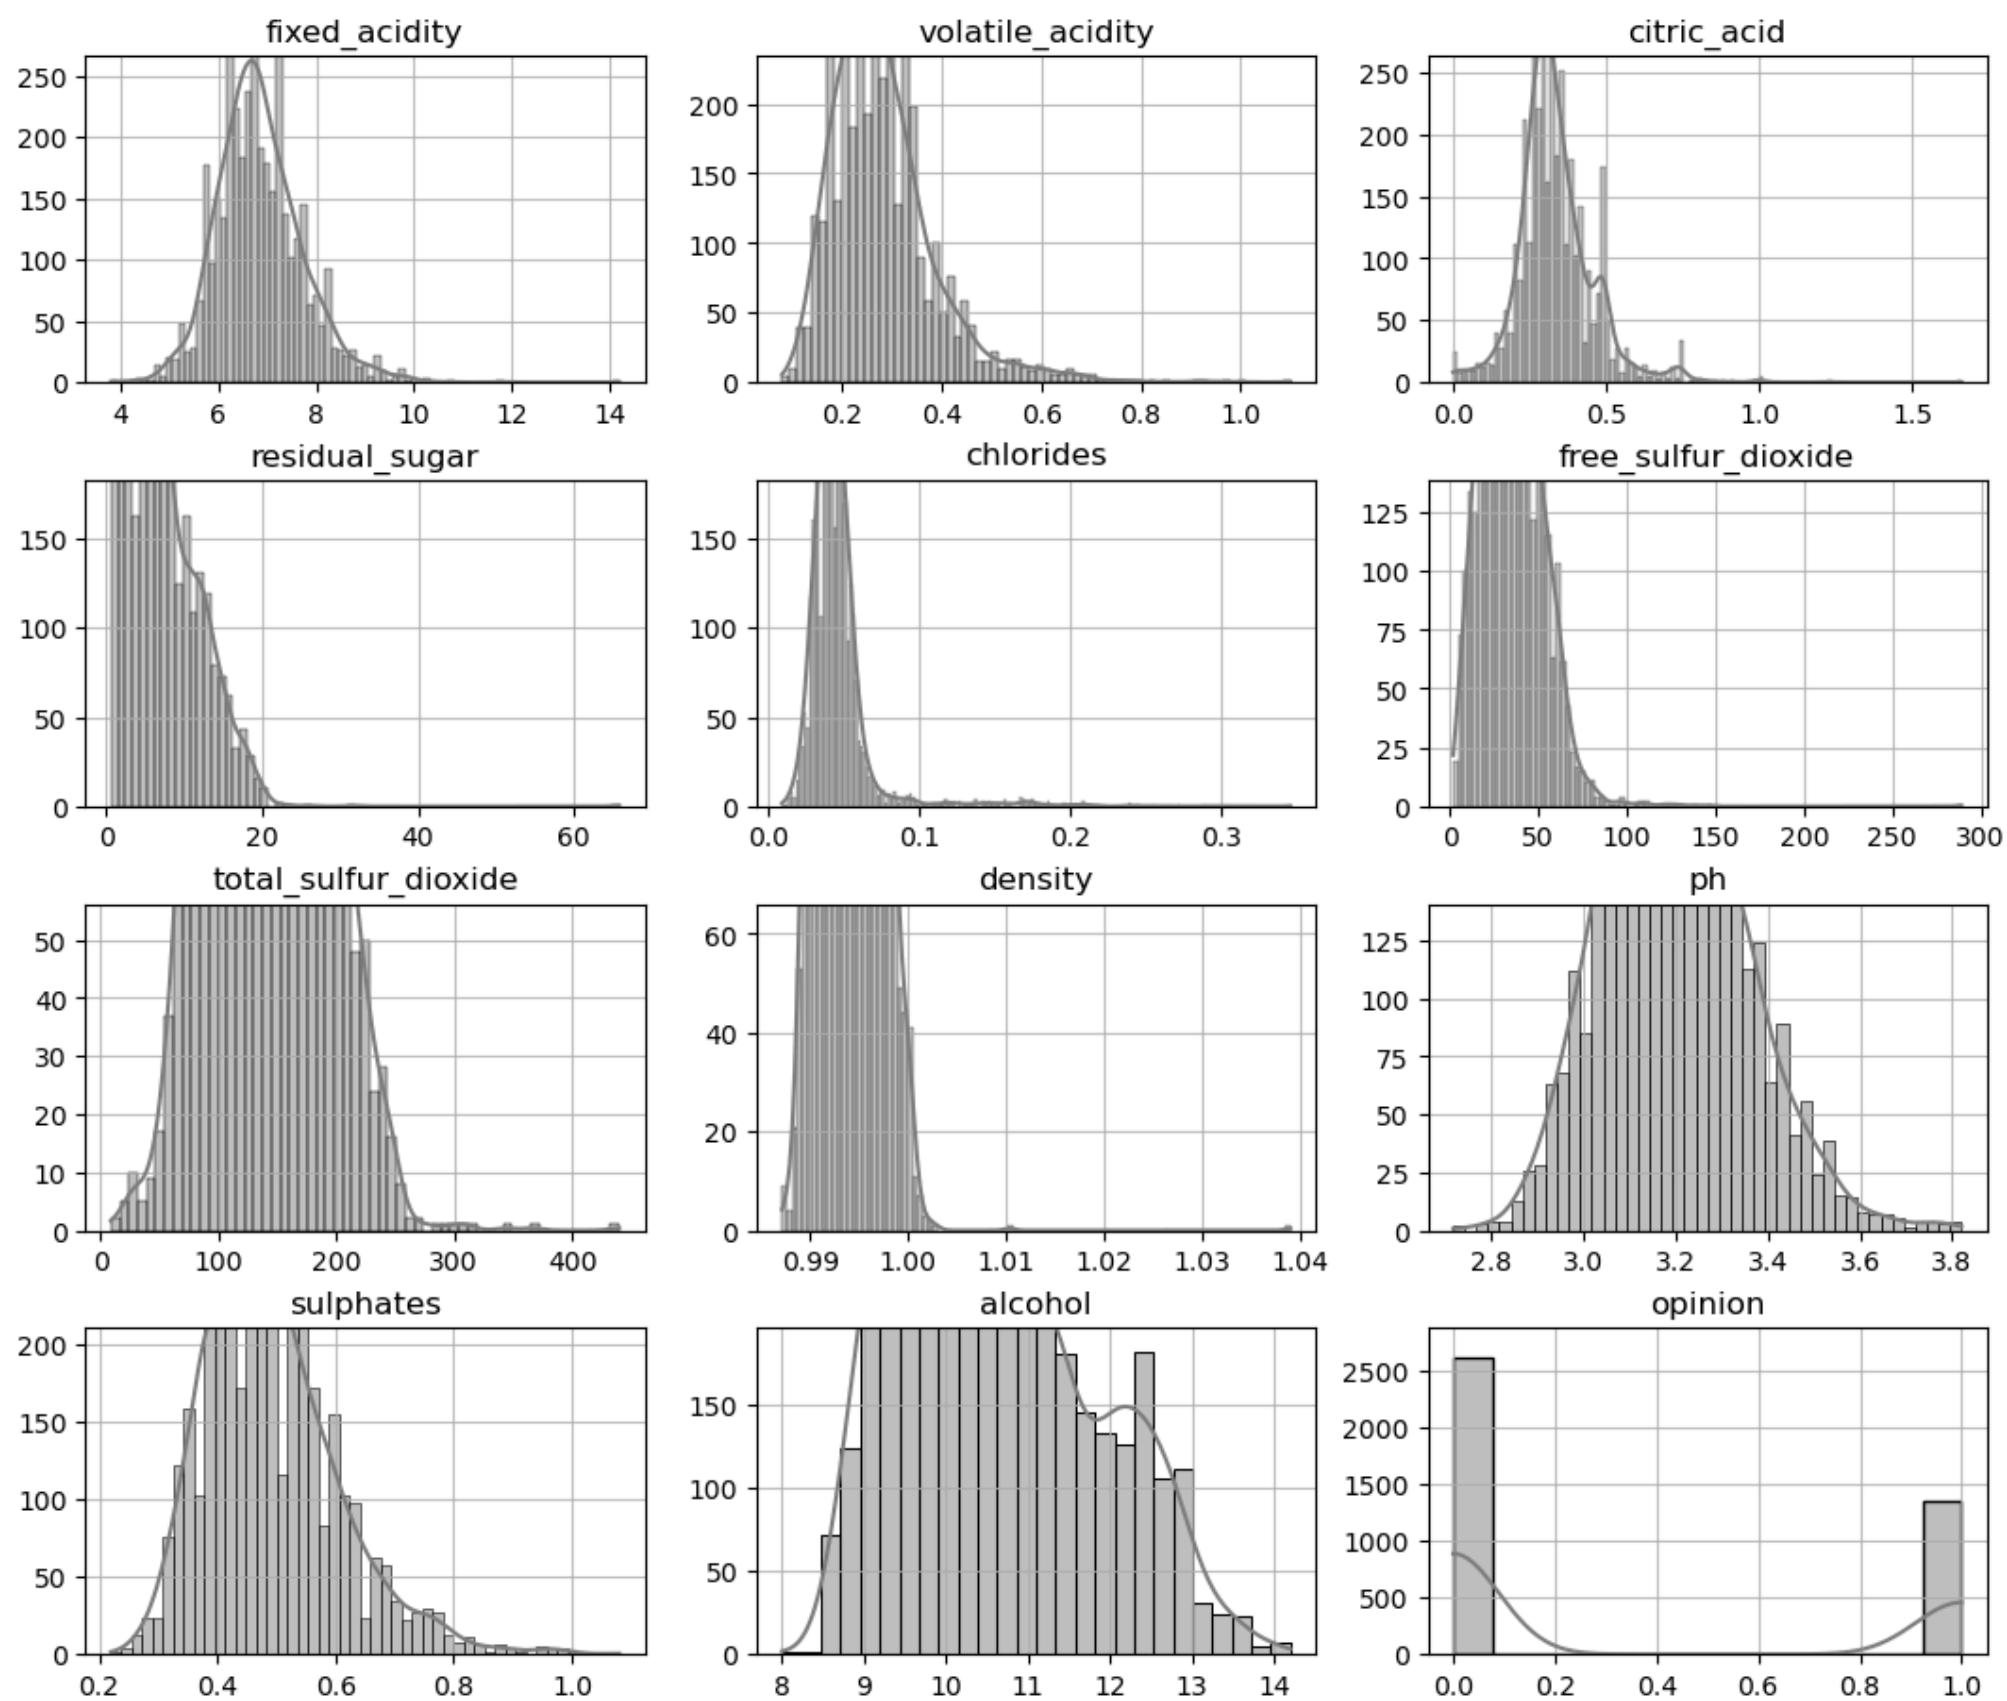 fixed_acidity
250
200
150
100
50
0
4 6 8 10 12 14
volatile_acidity
200
150
100
50
0
0.2 0.4 0.6 0.8 1.0
citric_acid
250
200
150
100
50
0
0.0 0.5 1.0 1.5
residual_sugar
150
100
50
0
0 20 40 60
chlorides
150
100
50
0
0.0 0.1 0.2 0.3
free_sulfur_dioxide
125
100
75
50
25
0
0 50 100 150 200 250 300
total_sulfur_dioxide
50
40
30
20
10
0
0 100 200 300 400
density
60
40
20
0
0.99 1.00 1.01 1.02 1.03 1.04
ph
125
100
75
50
25
0
2.8 3.0 3.2 3.4 3.6 3.8
sulphates
200
150
100
50
0
0.2 0.4 0.6 0.8 1.0
alcohol
150
100
50
0
8 9 10 11 12 13 14
opinion
2500
2000
1500
1000
500
0
0.0 0.2 0.4 0.6 0.8 1.0